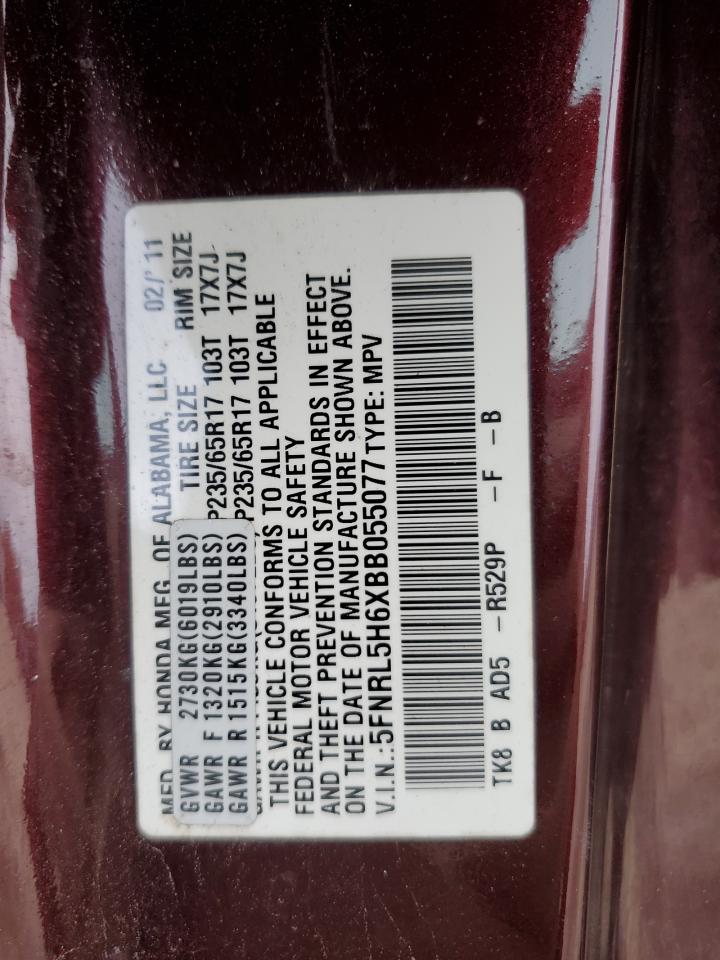 MFD. BY HONDA MFG. OF ALABAMA, LLC 02/'11
TIRE SIZE RIM SIZE
GVWR 2730KG(6019LBS)
GAWR F 1320KG(2910LBS) P235/65R17 103T 17X7J
GAWR R 1515KG(3340LBS) P235/65R17 103T 17X7J
THIS VEHICLE CONFORMS TO ALL APPLICABLE
FEDERAL MOTOR VEHICLE SAFETY
AND THEFT PREVENTION STANDARDS IN EFFECT
ON THE DATE OF MANUFACTURE SHOWN ABOVE.
V.I.N.:5FNRL5H6XBB055077 TYPE: MPV
TK8 B AD5 -R529P -F -B